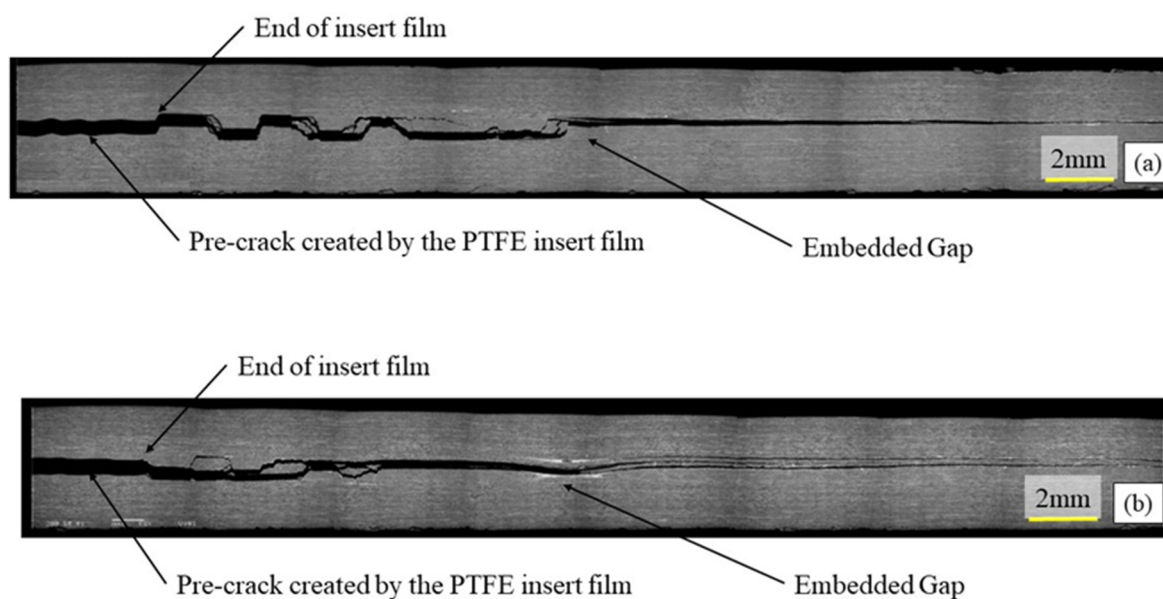 End of insert film
2mm
(a)
Pre-crack created by the PTFE insert film
Embedded Gap
End of insert film
2mm
(b)
Pre-crack created by the PTFE insert film
Embedded Gap